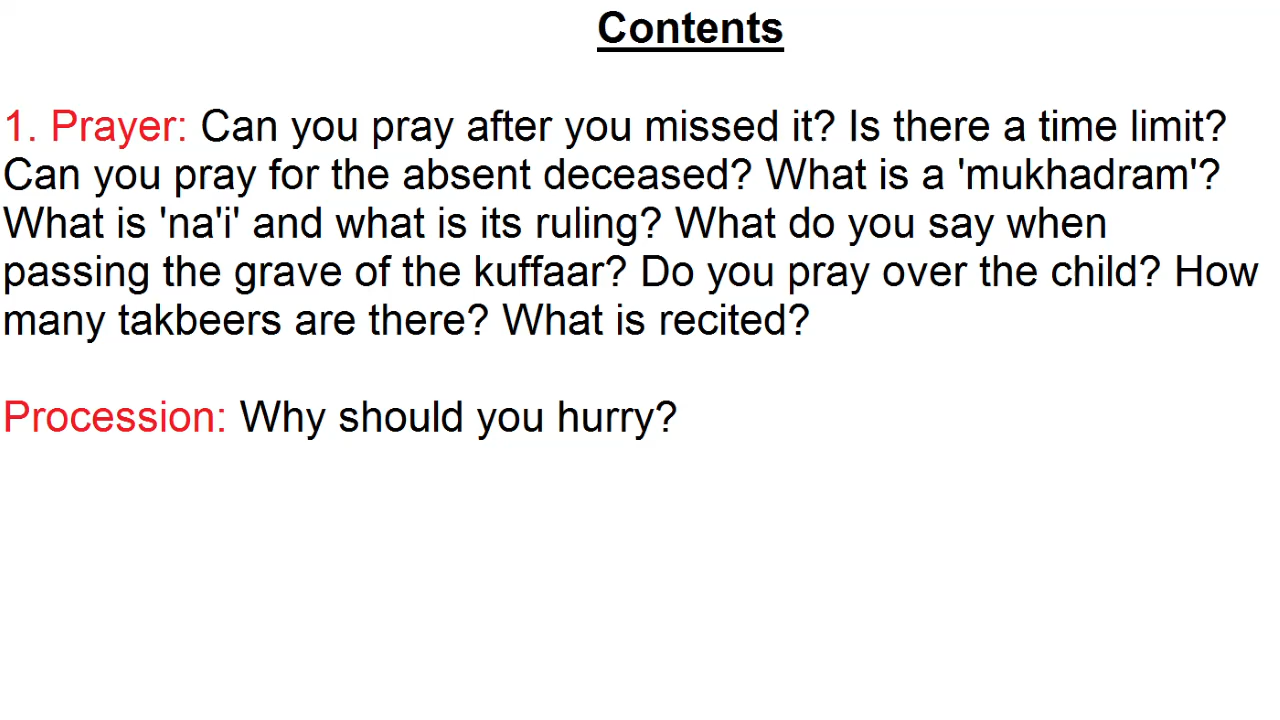 Contents
1. Prayer: Can you pray after you missed it? Is there a time limit?
Can you pray for the absent deceased? What is a 'mukhadram'?
What is 'na'i' and what is its ruling? What do you say when
passing the grave of the kuffaar? Do you pray over the child? How
many takbeers are there? What is recited?
Procession: Why should you hurry?